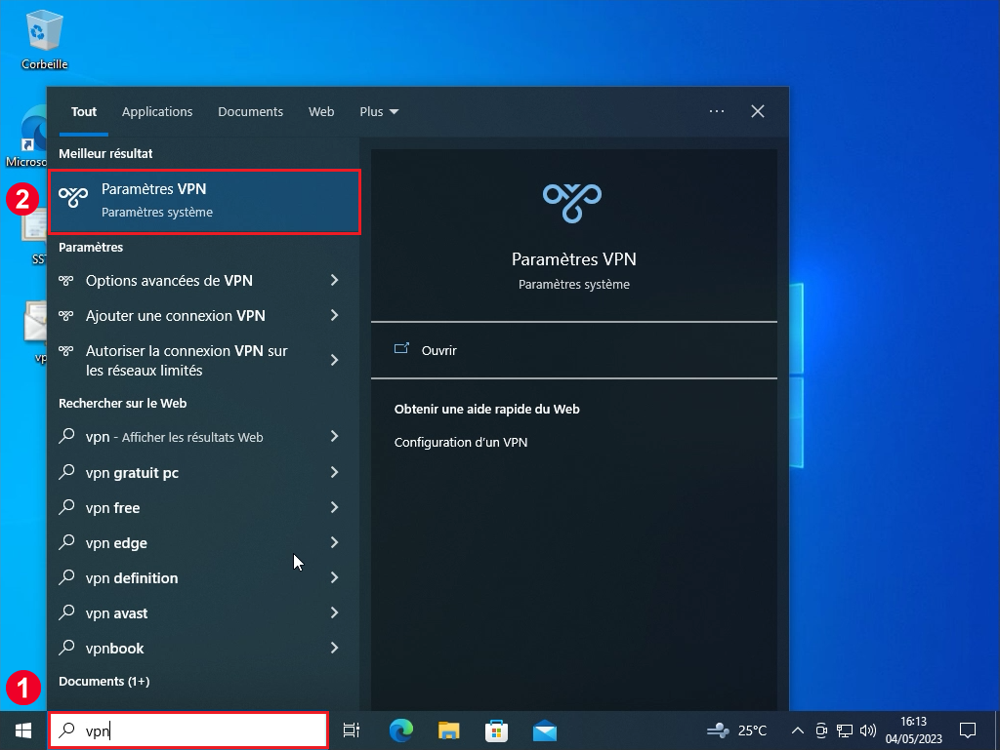 Corbeille
Tout
Applications
Documents
Web
Plus
Meilleur résultat
Microso
2
Paramètres VPN
Paramètres système
Paramètres VPN
Paramètres système
Paramètres
SST
Options avancées de VPN
Ajouter une connexion VPN
Autoriser la connexion VPN sur
les réseaux limités
vp
Ouvrir
Rechercher sur le Web
Obtenir une aide rapide du Web
vpn - Afficher les résultats Web
Configuration d'un VPN
vpn gratuit pc
vpn free
vpn edge
vpn definition
vpn avast
vpnbook
Documents (1+)
1
vpn
25°C
16:13
04/05/2023